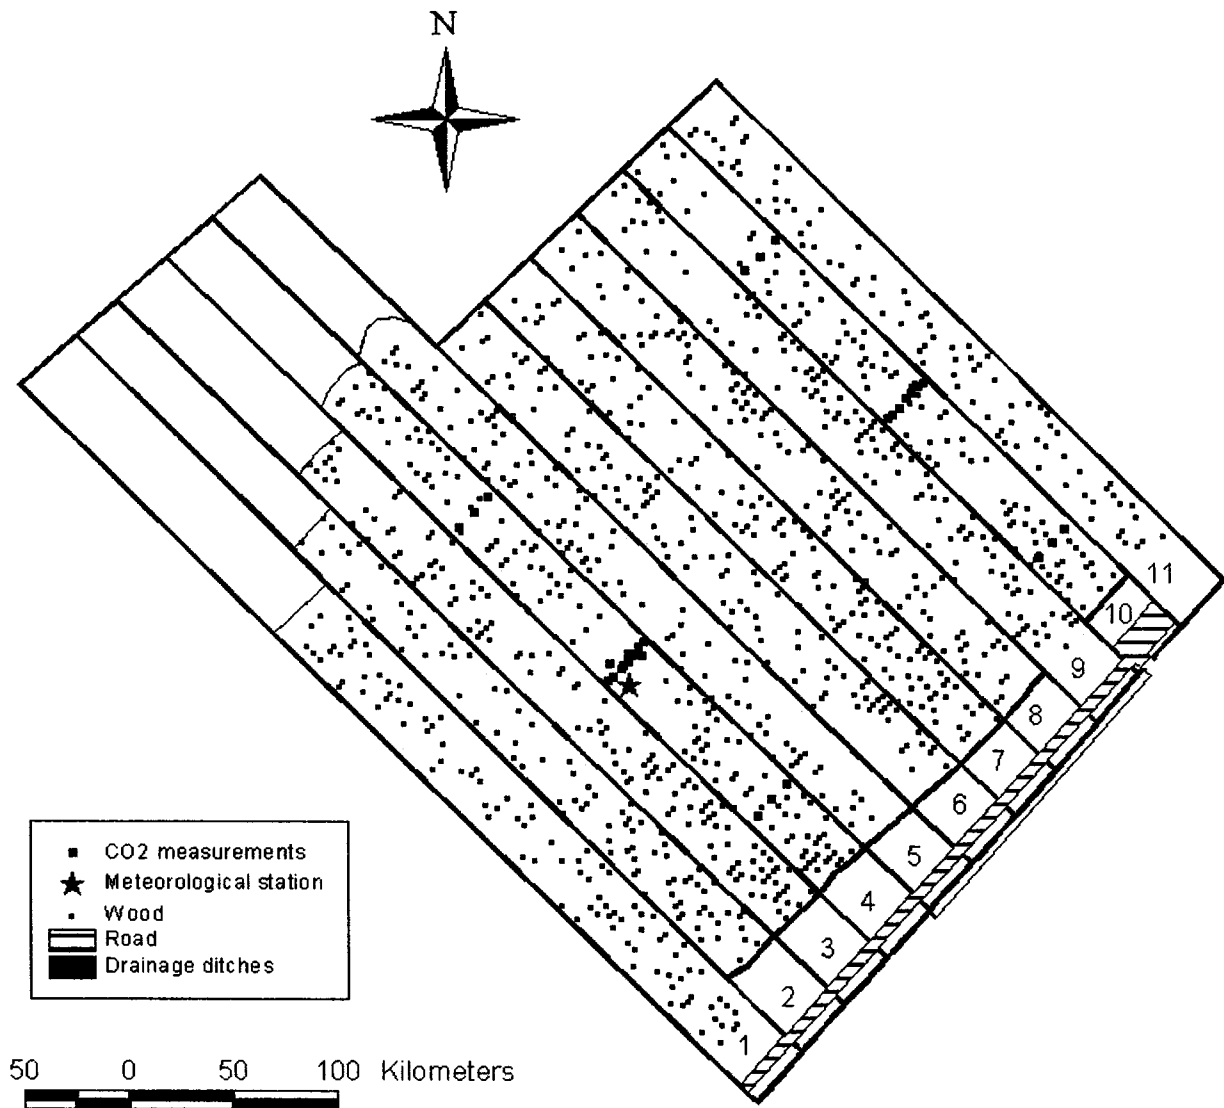 N
11
10
9
8
7
6
5
4
3
2
1
CO2 measurements
Meteorological station
Wood
Road
Drainage ditches
50 0 50 100 Kilometers